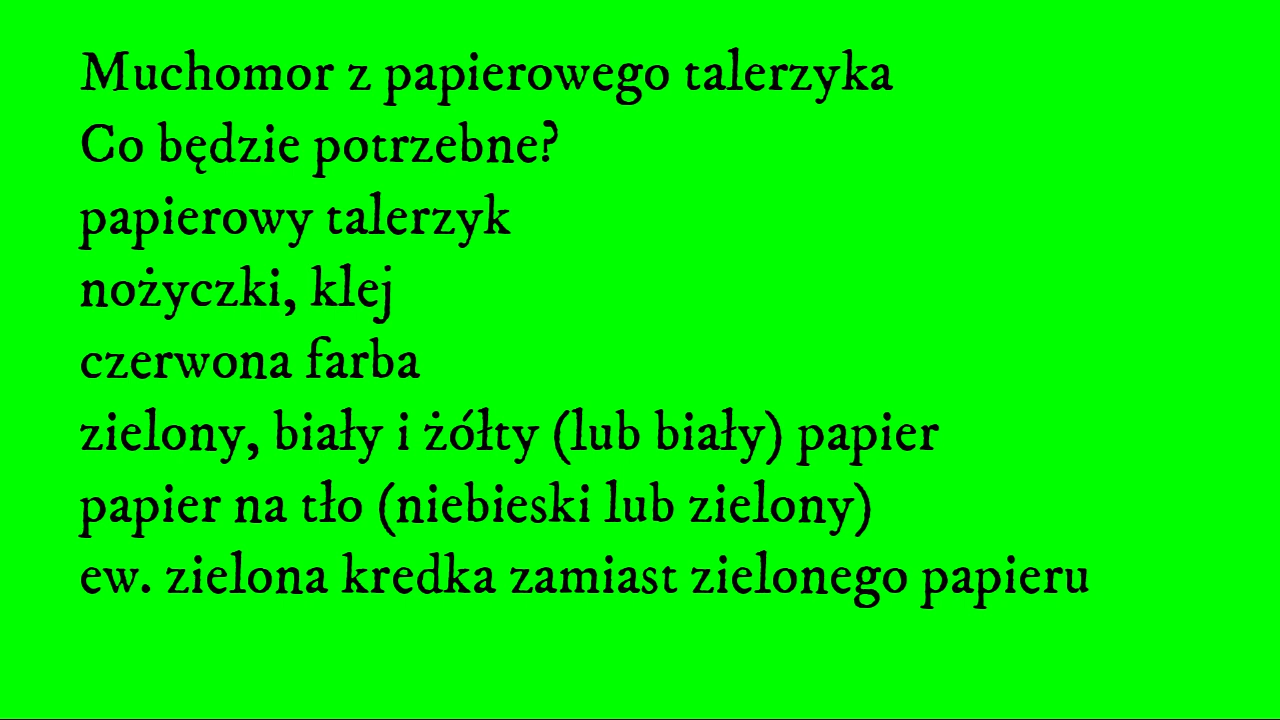 Muchomor z papierowego talerzyka
Co będzie potrzebne?
papierowy talerzyk
nożyczki, klej
czerwona farba
zielony, biały i żółty (lub biały) papier
papier na tło (niebieski lub zielony)
ew. zielona kredka zamiast zielonego papieru